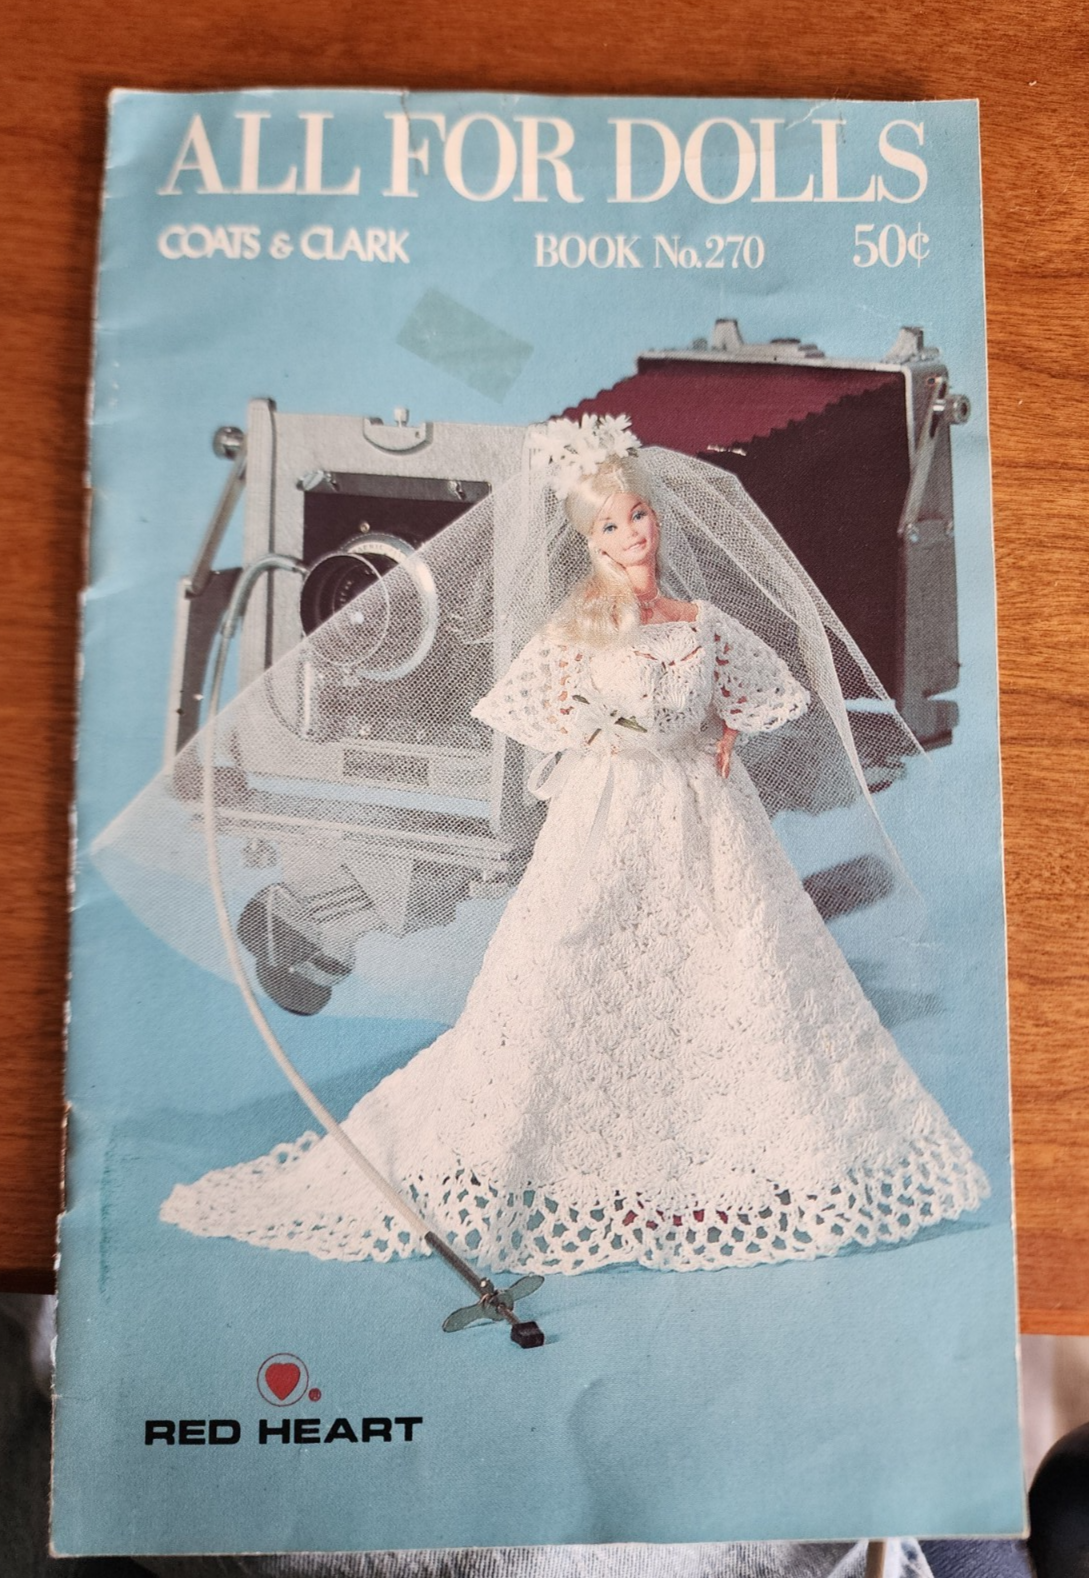 ALL FOR DOLLS
COATS & CLARK BOOK No.270 50¢
RED HEART